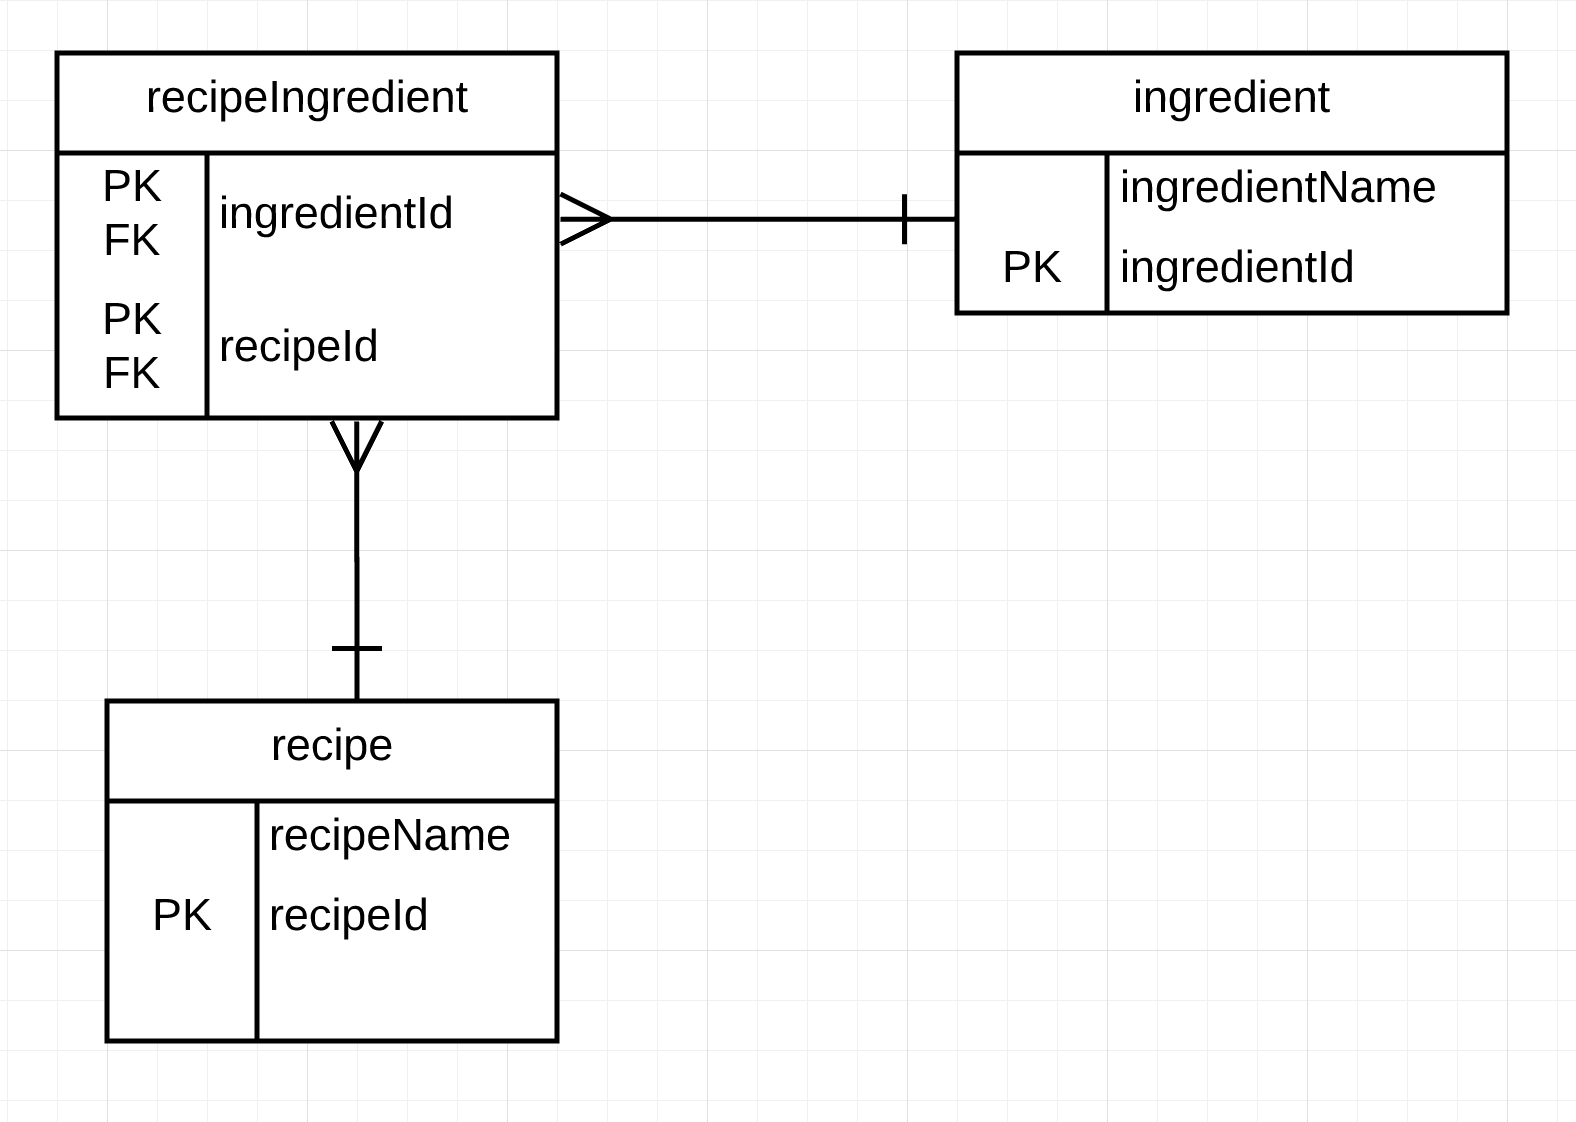 recipeIngredient
PK
FK
ingredientId
PK
FK
recipeId
ingredient
ingredientName
PK ingredientId
recipe
recipeName
PK recipeId